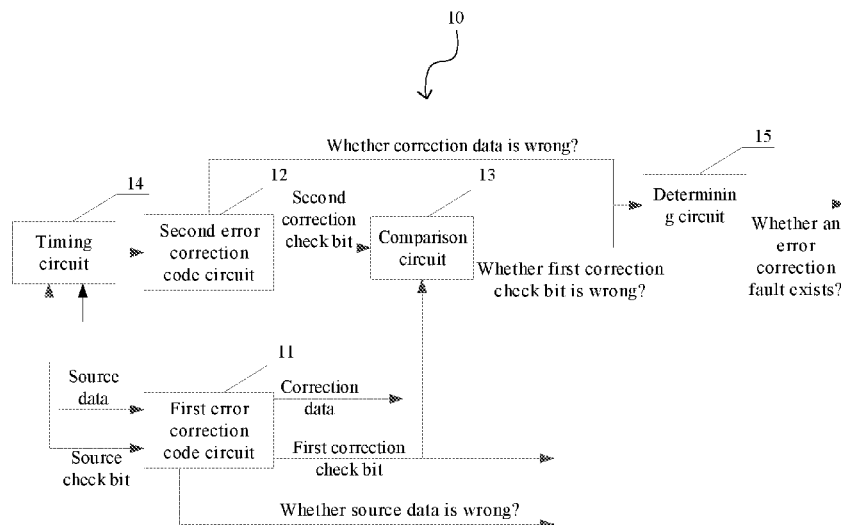 10
Whether correction data is wrong?
15
14
12
Second
correction
check bit
13
Determinin
g circuit
Timing
circuit
Second error
correction
code circuit
Comparison
circuit
Whether an
error
correction
fault exists?
Whether first correction
check bit is wrong?
11
Source
data
First error
correction
code circuit
Correction
data
Source
check bit
First correction
check bit
Whether source data is wrong?